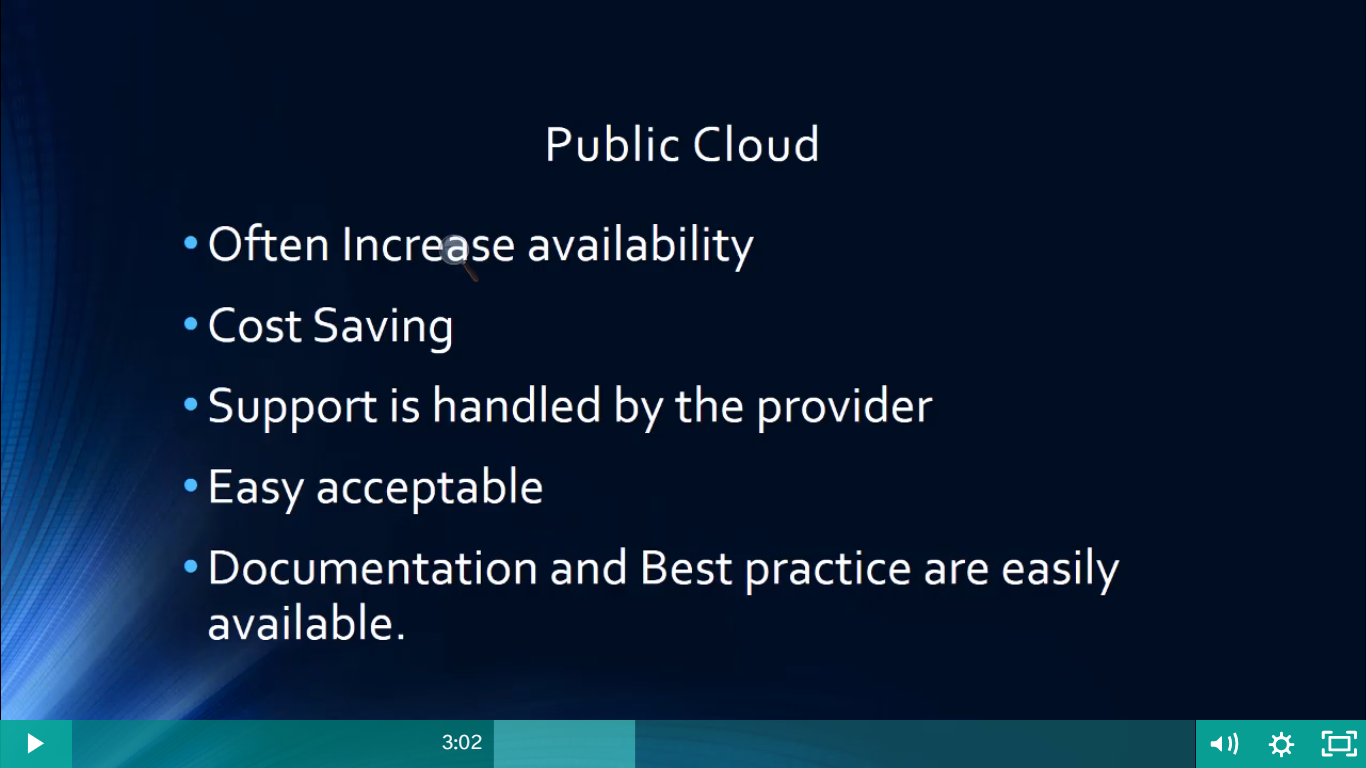 Public Cloud
• Often Increase availability
• Cost Saving
• Support is handled by the provider
• Easy acceptable
• Documentation and Best practice are easily
available.
3:02